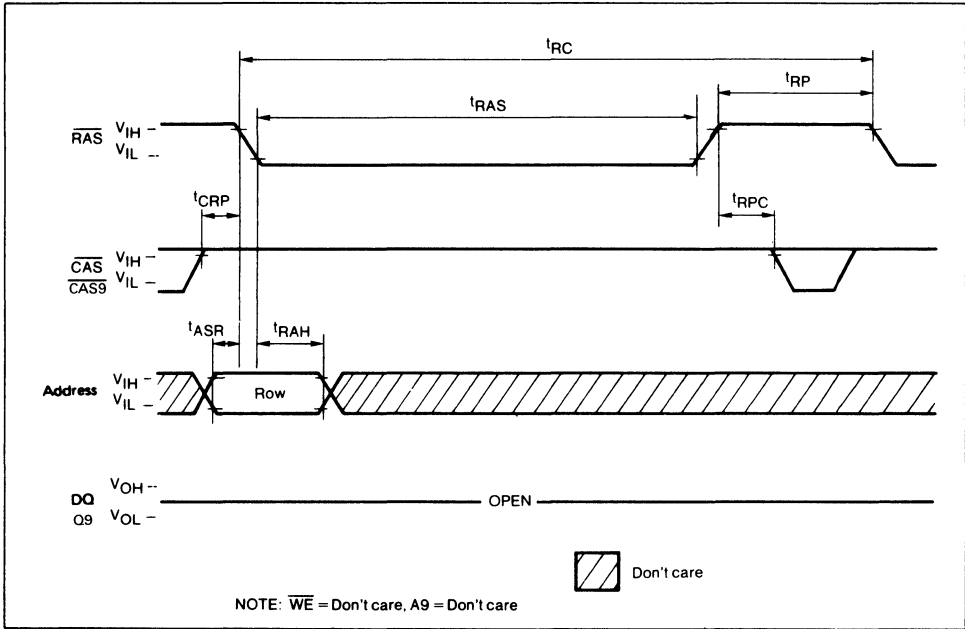 tRC
tRP
tRAS
RAS VIH
VIL
tCRP
tRPC
CAS VIH
CAS9 VIL
tASR tRAH
Address VIH
VIL
Row
VOH
DQ OPEN
Q9 VOL
Don't care
NOTE: WE = Don't care, A9 = Don't care